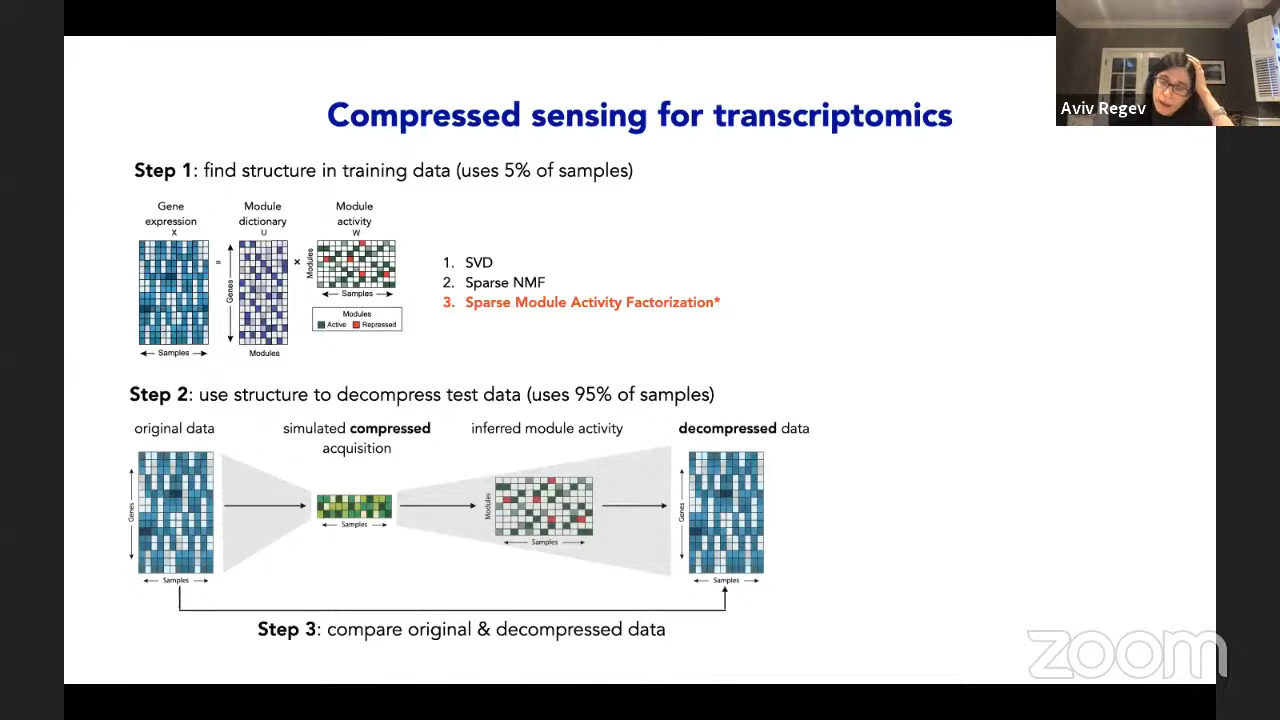 Aviv Regev
Compressed sensing for transcriptomics
Step 1: find structure in training data (uses 5% of samples)
Gene
expression
X
Module
dictionary
U
Module
activity
W
=
Genes
×
Modules
Samples
Modules
Active
Repressed
Samples
Modules
1. SVD
2. Sparse NMF
3. Sparse Module Activity Factorization*
Step 2: use structure to decompress test data (uses 95% of samples)
original data
simulated compressed
acquisition
inferred module activity
decompressed data
Genes
Samples
Samples
Modules
Samples
Genes
Samples
Step 3: compare original & decompressed data
zoom